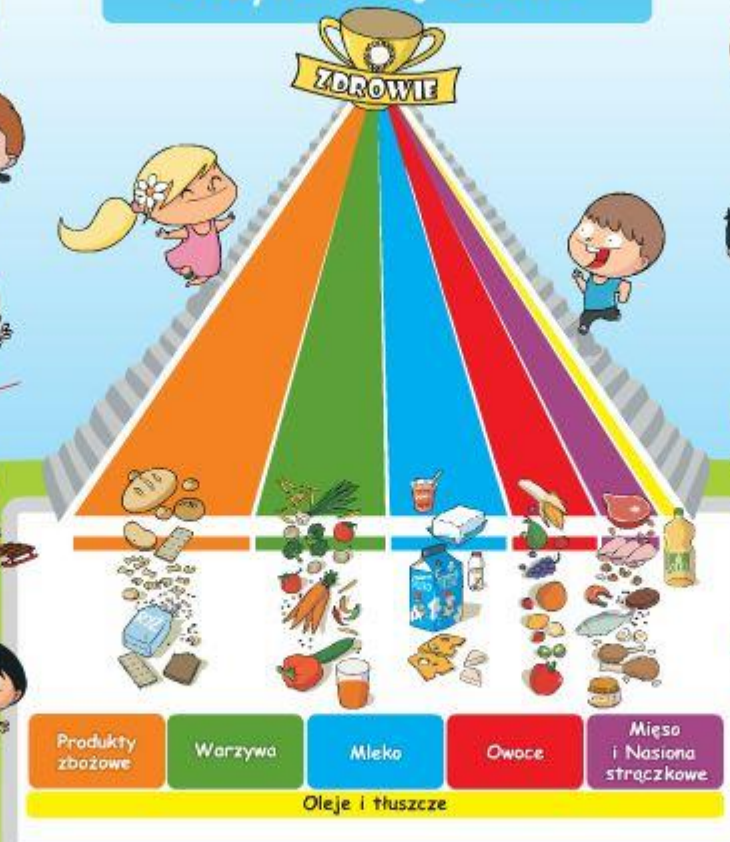 ZDROWIE
Produkty
zbożowe
Warzywa
Mleko
Owoce
Mięso
i Nasiona
strączkowe
Oleje i tłuszcze